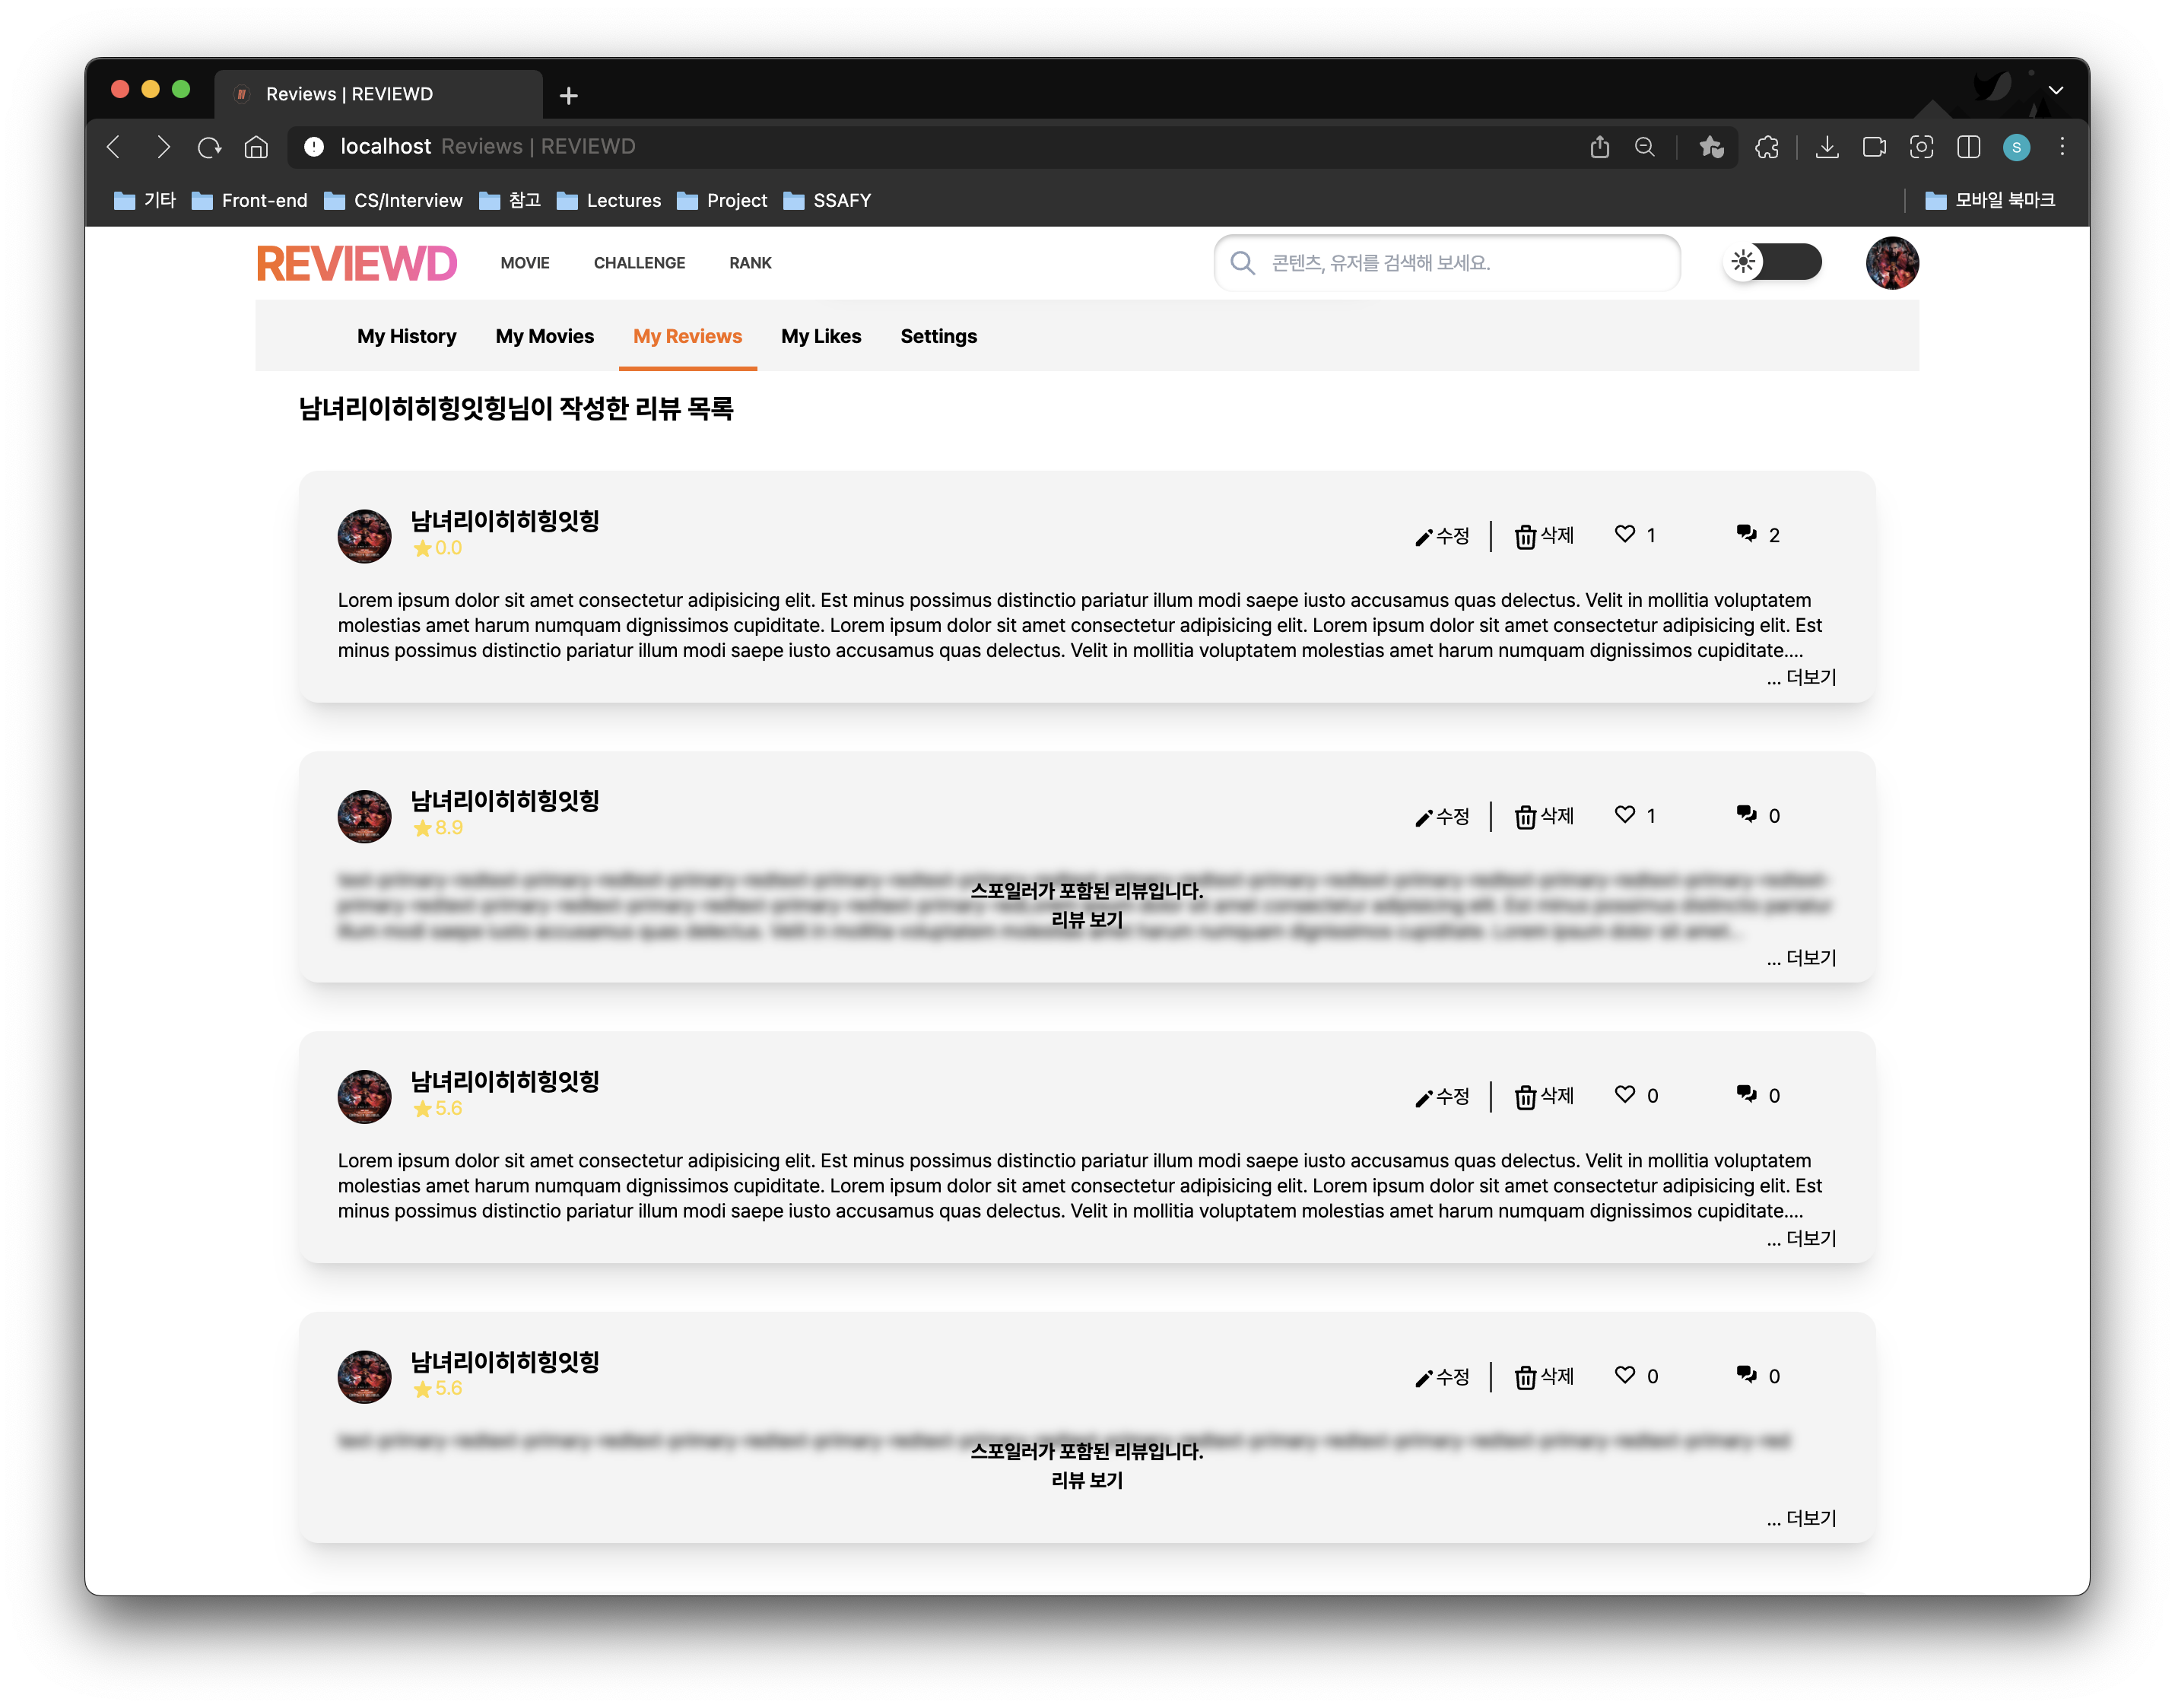 Reviews | REVIEWD
localhost Reviews | REVIEWD
S
기타 Front-end CS/Interview 참고 Lectures Project SSAFY 모바일 북마크
REVIEWD MOVIE CHALLENGE RANK 콘텐츠, 유저를 검색해 보세요.
My History My Movies My Reviews My Likes Settings
남녀리이히히힝잇힝님이 작성한 리뷰 목록
남녀리이히히힝잇힝
0.0
수정 삭제 1 2
Lorem ipsum dolor sit amet consectetur adipisicing elit. Est minus possimus distinctio pariatur illum modi saepe iusto accusamus quas delectus. Velit in mollitia voluptatem
molestias amet harum numquam dignissimos cupiditate. Lorem ipsum dolor sit amet consectetur adipisicing elit. Lorem ipsum dolor sit amet consectetur adipisicing elit. Est
minus possimus distinctio pariatur illum modi saepe iusto accusamus quas delectus. Velit in mollitia voluptatem molestias amet harum numquam dignissimos cupiditate....
... 더보기
남녀리이히히힝잇힝
8.9
수정 삭제 1 0
스포일러가 포함된 리뷰입니다.
리뷰 보기
... 더보기
남녀리이히히힝잇힝
5.6
수정 삭제 0 0
Lorem ipsum dolor sit amet consectetur adipisicing elit. Est minus possimus distinctio pariatur illum modi saepe iusto accusamus quas delectus. Velit in mollitia voluptatem
molestias amet harum numquam dignissimos cupiditate. Lorem ipsum dolor sit amet consectetur adipisicing elit. Lorem ipsum dolor sit amet consectetur adipisicing elit. Est
minus possimus distinctio pariatur illum modi saepe iusto accusamus quas delectus. Velit in mollitia voluptatem molestias amet harum numquam dignissimos cupiditate....
... 더보기
남녀리이히히힝잇힝
5.6
수정 삭제 0 0
스포일러가 포함된 리뷰입니다.
리뷰 보기
... 더보기